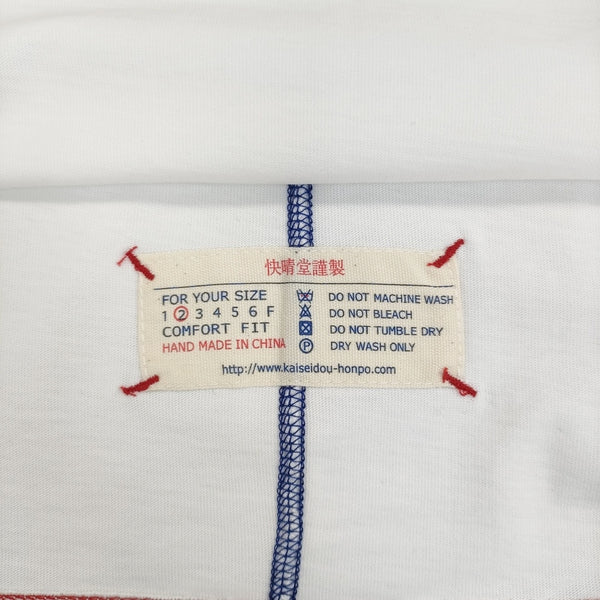 快晴堂謹製
FOR YOUR SIZE
1 2 3 4 5 6 F
COMFORT FIT
HAND MADE IN CHINA
DO NOT MACHINE WASH
DO NOT BLEACH
DO NOT TUMBLE DRY
P DRY WASH ONLY
http://www.kaiseidou-honpo.com